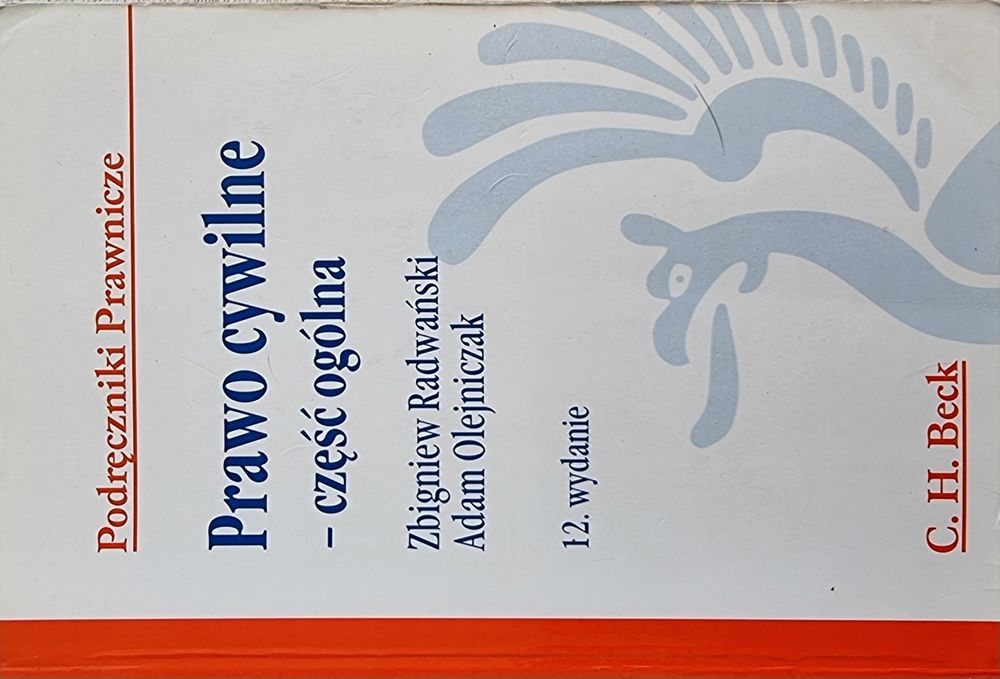 Podręczniki Prawnicze
Prawo cywilne
– część ogólna
Zbigniew Radwański
Adam Olejniczak
12. wydanie
C. H. Beck